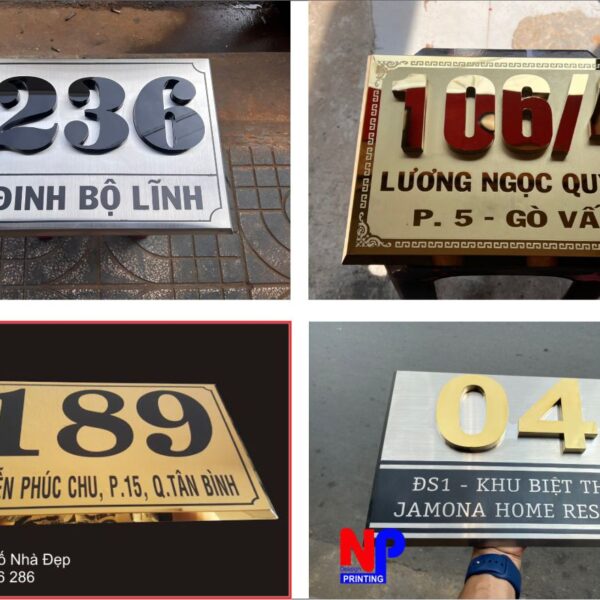 236
ĐINH BỘ LĨNH
106/
LƯƠNG NGỌC QUY
P. 5 - GÒ VẤ
189
ỄN PHÚC CHU, P.15, Q.TÂN BÌNH
ố Nhà Đẹp
6 286
04
ĐS1 - KHU BIỆT TH
JAMONA HOME RES
NP
Design
PRINTING